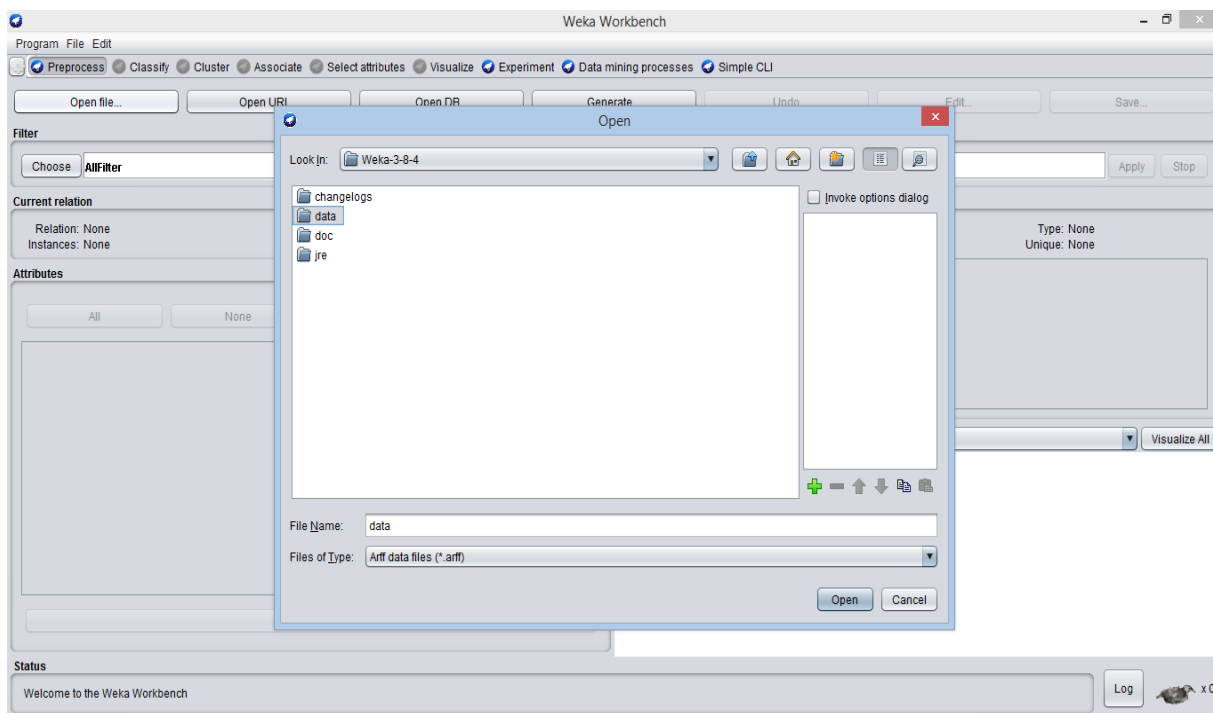 Weka Workbench
Program File Edit
Preprocess Classify Cluster Associate Select attributes Visualize Experiment Data mining processes Simple CLI
Open file... Open URL Open DB Generate Undo Edit... Save...
Open
Filter
Look In: Weka-3-8-4
Choose AllFilter Apply Stop
changelogs Invoke options dialog
Current relation
data
Relation: None Type: None
doc
Instances: None Unique: None
jre
Attributes
All None
Visualize All
File Name: data
Files of Type: Arff data files (*.arff)
Open Cancel
Status
Welcome to the Weka Workbench Log x 0